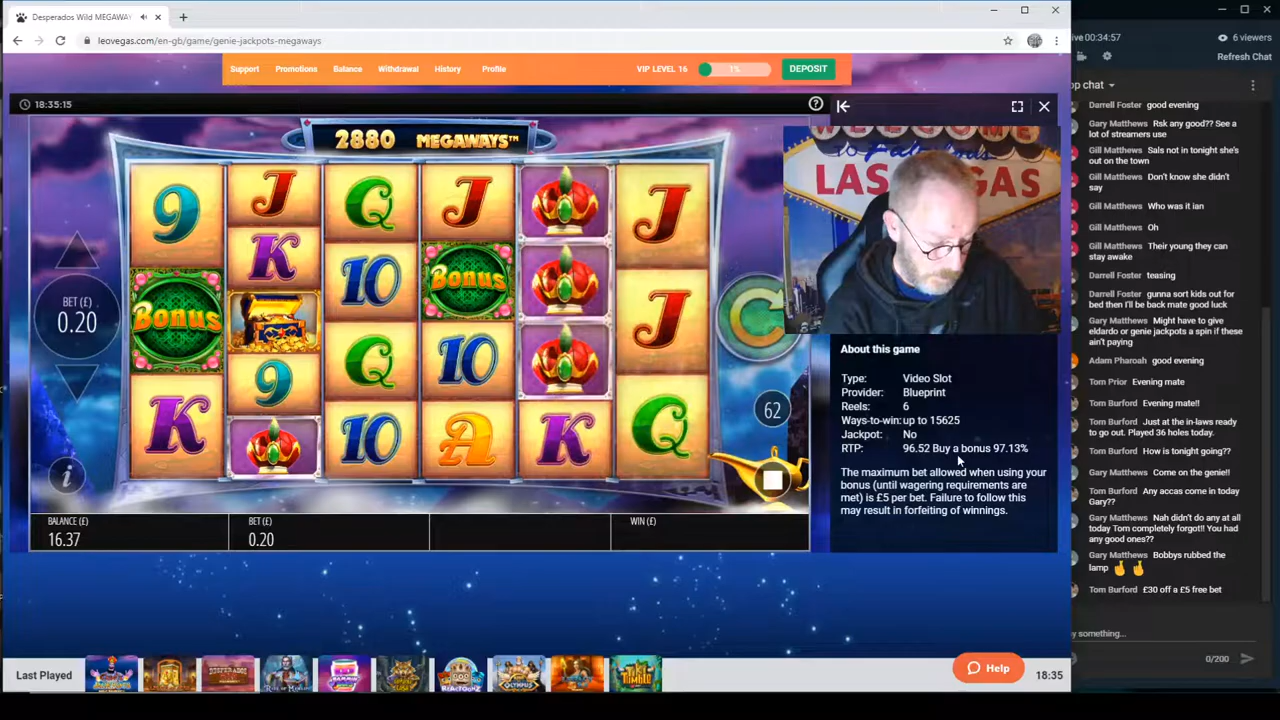 Desperados Wild MEGAWAY
leovegas.com/en-gb/game/genie-jackpots-megaways
Support Promotions Balance Withdrawal History Profile VIP LEVEL 16 1% DEPOSIT
18:35:15
2880 MEGAWAYS™
BET (£)
0.20
9 J Q J J
K
Bonus 10 Bonus
J
9 Q 10
K 10 A K Q
62
BALANCE (£)
16.37
BET (£)
0.20
WIN (£)
WELCOME
LAS VEGAS
About this game
Type: Video Slot
Provider: Blueprint
Reels: 6
Ways-to-win: up to 15625
Jackpot: No
RTP: 96.52 Buy a bonus 97.13%
The maximum bet allowed when using your
bonus (until wagering requirements are
met) is £5 per bet. Failure to follow this
may result in forfeiting of winnings.
Last Played
Help
18:35
00:34:57
6 viewers
Refresh Chat
chat
Darrell Foster good evening
Gary Matthews Rsk any good?? See a
lot of streamers use
Gill Matthews Sals not in tonight she's
out on the town
Gill Matthews Don't know she didn't
say
Gill Matthews Who was it ian
Gill Matthews Oh
Gill Matthews Their young they can
stay awake
Darrell Foster teasing
Darrell Foster gunna sort kids out for
bed then I'll be back mate good luck
Gary Matthews Might have to give
eldardo or genie jackpots a spin if these
ain't paying
Adam Pharoah good evening
Tom Prior Evening mate
Tom Burford Evening mate!!
Tom Burford Just at the in-laws ready
to go out. Played 36 holes today.
Tom Burford How is tonight going??
Gary Matthews Come on the genie!!
Tom Burford Any accas come in today
Gary??
Gary Matthews Nah didn't do any at all
today Tom completely forgot!! You had
any good ones??
Gary Matthews Bobbys rubbed the
lamp 🤞 🤞
Tom Burford £30 off a £5 free bet
something...
0/200